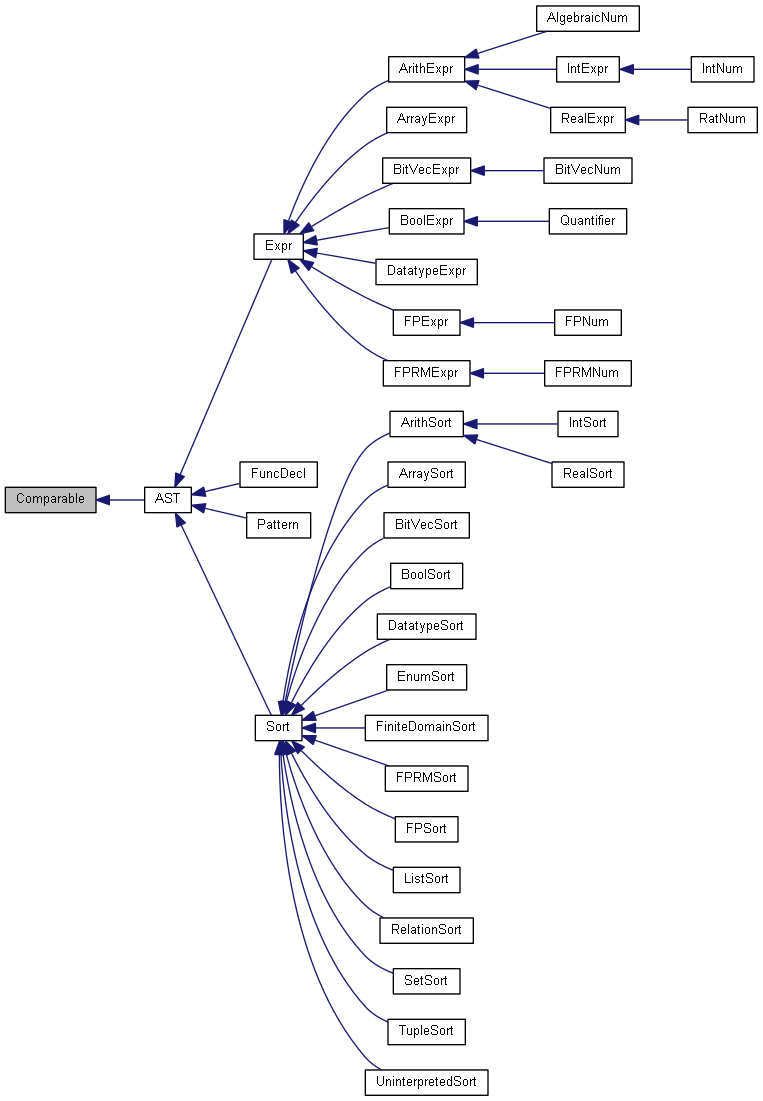 AlgebraicNum
ArithExpr
IntExpr
IntNum
ArrayExpr
RealExpr
RatNum
BitVecExpr
BitVecNum
BoolExpr
Quantifier
Expr
DatatypeExpr
FPExpr
FPNum
FPRMExpr
FPRMNum
ArithSort
IntSort
FuncDecl
ArraySort
RealSort
Comparable
AST
Pattern
BitVecSort
BoolSort
DatatypeSort
EnumSort
Sort
FiniteDomainSort
FPRMSort
FPSort
ListSort
RelationSort
SetSort
TupleSort
UninterpretedSort